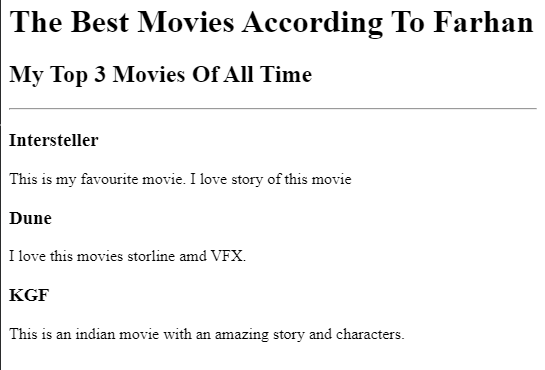 The Best Movies According To Farhan
My Top 3 Movies Of All Time
Intersteller
This is my favourite movie. I love story of this movie
Dune
I love this movies storline amd VFX.
KGF
This is an indian movie with an amazing story and characters.